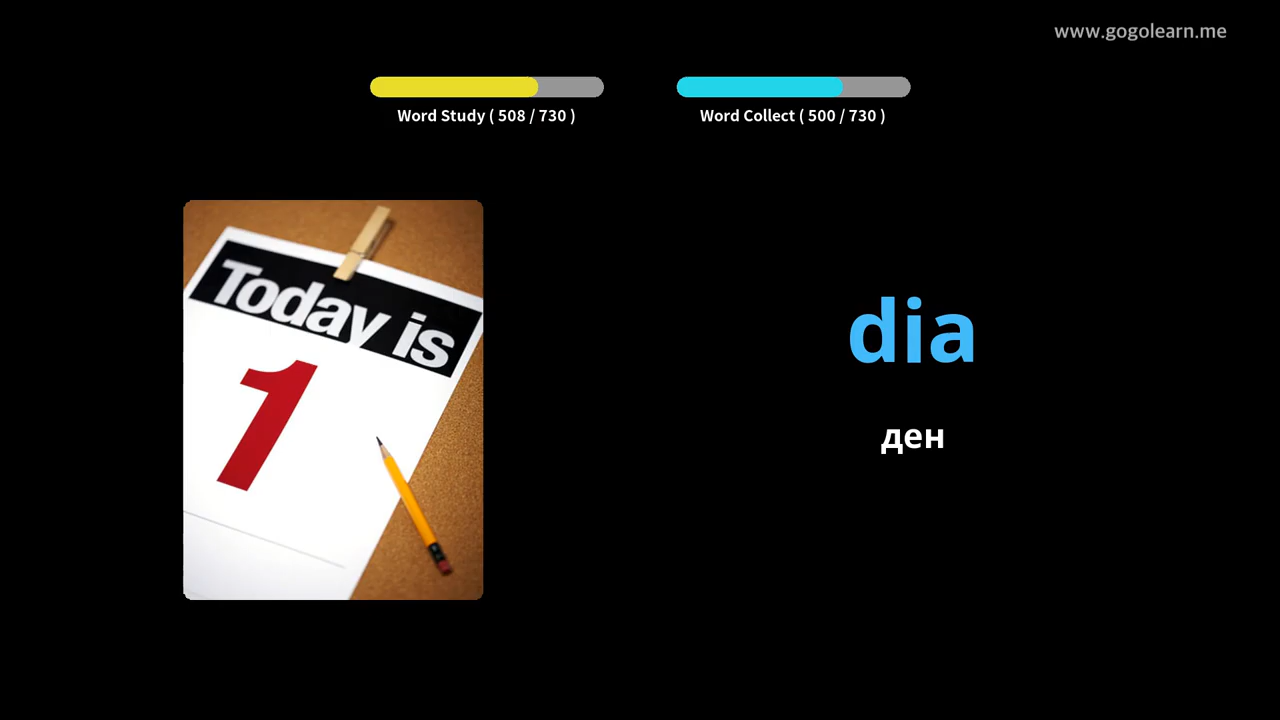 www.gogolearn.me
Word Study ( 508 / 730 )
Word Collect ( 500 / 730 )
Today is
1
dia
ден